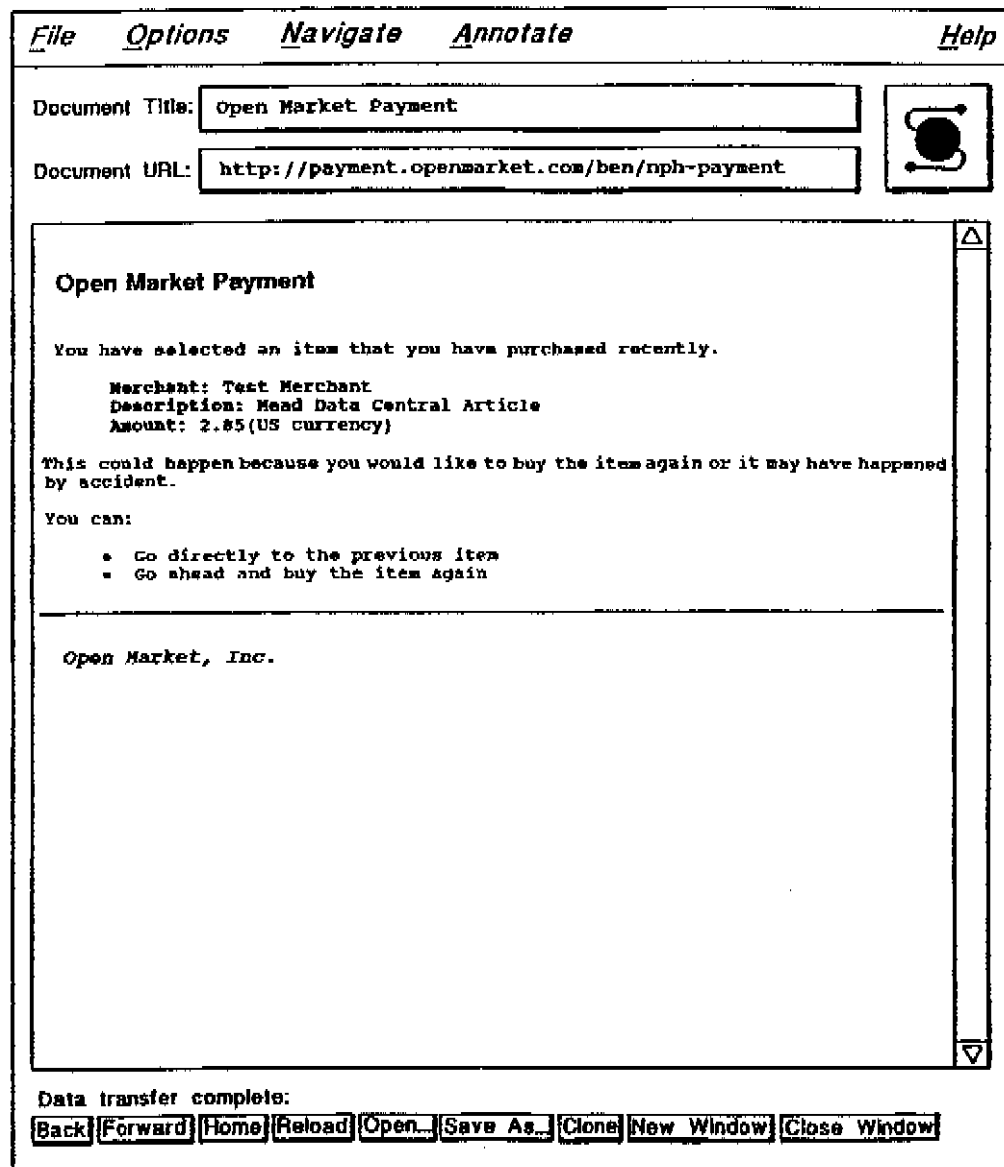 File Options Navigate Annotate Help
Document Title: Open Market Payment
Document URL: http://payment.openmarket.com/ben/nph-payment
Open Market Payment
You have selected an item that you have purchased recently.
Merchant: Test Merchant
Description: Mead Data Central Article
Amount: 2.85(US currency)
This could happen because you would like to buy the item again or it may have happened
by accident.
You can:
• Go directly to the previous item
• Go ahead and buy the item again
Open Market, Inc.
Data transfer complete:
Back Forward Home Reload Open... Save As... Clone New Window Close Window